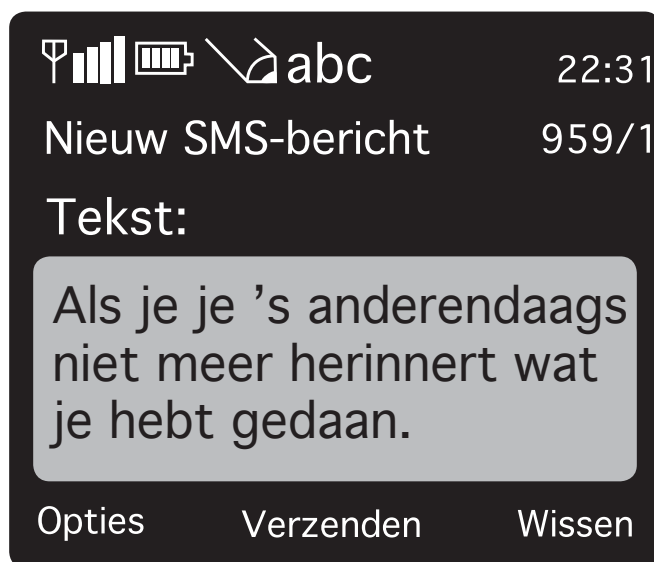 abc 22:31
Nieuw SMS-bericht 959/1
Tekst:
Als je je ’s anderendaags
niet meer herinnert wat
je hebt gedaan.
Opties Verzenden Wissen